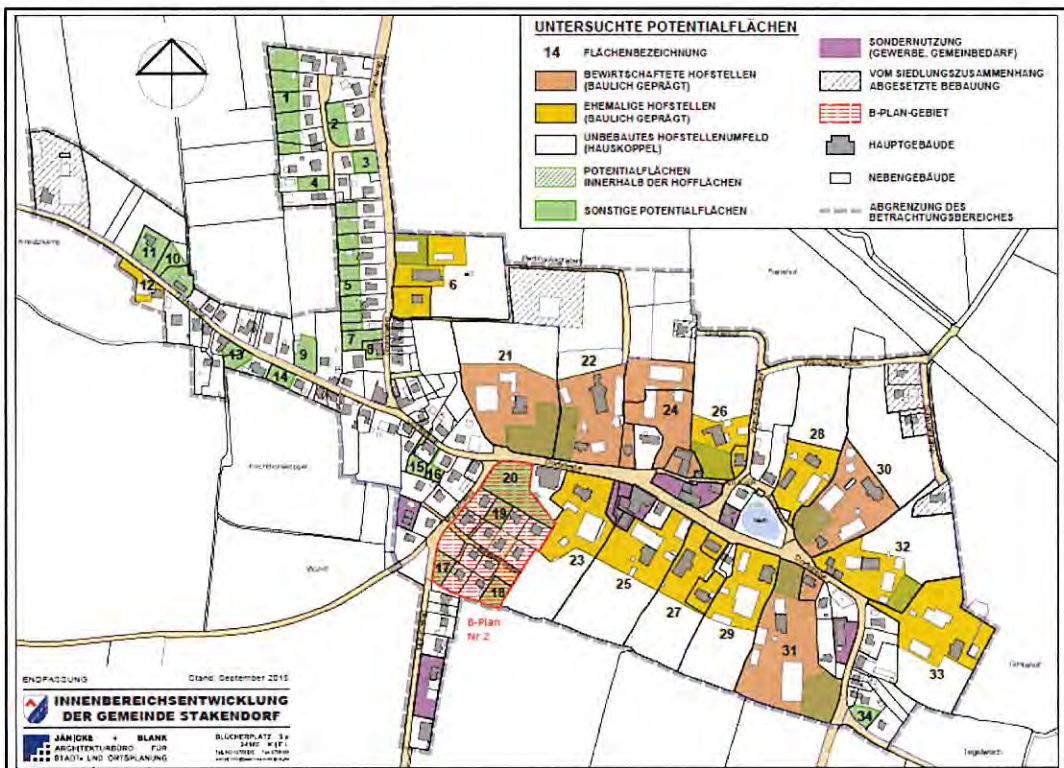 UNTERSUCHTE POTENTIALFLÄCHEN
14 FLÄCHENBEZEICHNUNG
BEWIRTSCHAFTETE HOFSTELLEN
(BAULICH GEPRÄGT)
EHEMALIGE HOFSTELLEN
(BAULICH GEPRÄGT)
UNBEBAUTES HOFSTELLENUMFELD
(HAUSKOPPEL)
POTENTIALFLÄCHEN
INNERHALB DER HOFFLÄCHEN
SONSTIGE POTENTIALFLÄCHEN
SONDERNUTZUNG
(GEWERBE, GEMEINBEDARF)
VOM SIEDLUNGSZUSAMMENHANG
ABGESETZTE BEBAUUNG
B-PLAN-GEBIET
HAUPTGEBÄUDE
NEBENGEBÄUDE
ABGRENZUNG DES
BETRACHTUNGSBEREICHES
1
2
3
4
5
6
7
8
9
10
11
12
13
14
15
16
17
18
19
20
21
22
23
24
25
26
27
28
29
30
31
32
33
34
B-Plan
Nr.2
ENDFASSUNG Stand: September 2015
INNENBEREICHSENTWICKLUNG
DER GEMEINDE STAKENDORF
JÄNICKE + BLANK
ARCHITEKTURBÜRO FÜR
STADT- UND ORTSPLANUNG
BLÜCHERPLATZ 9a
KIEL